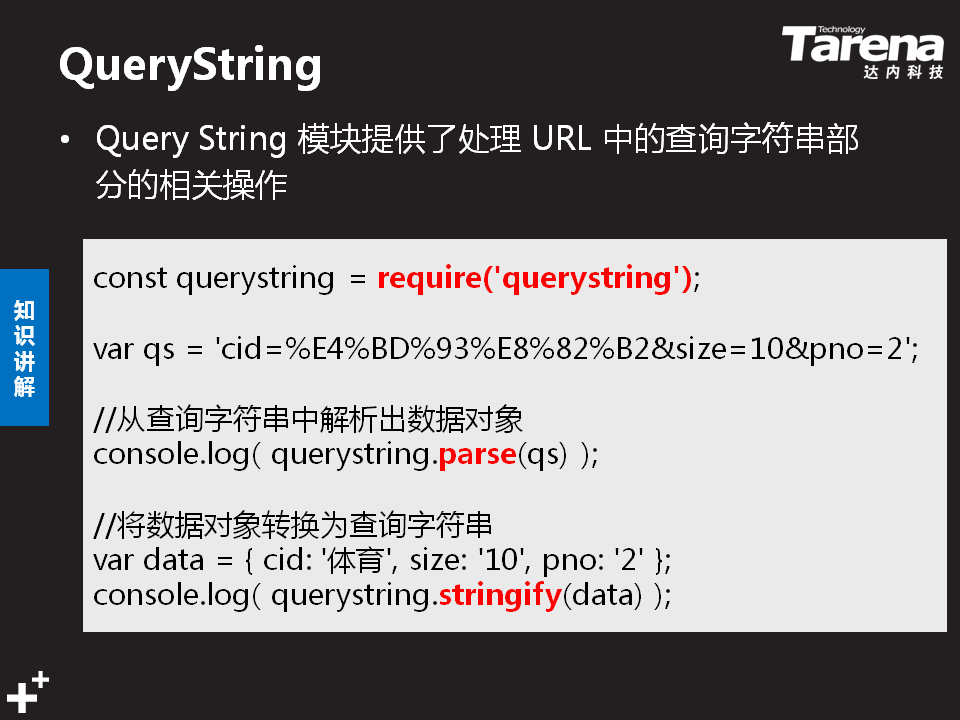 QueryString
Technology
Tarena
达内科技
• Query String 模块提供了处理 URL 中的查询字符串部
分的相关操作
知
识
讲
解
const querystring = require('querystring');
var qs = 'cid=%E4%BD%93%E8%82%B2&size=10&pno=2';
//从查询字符串中解析出数据对象
console.log( querystring.parse(qs) );
//将数据对象转换为查询字符串
var data = { cid: '体育', size: '10', pno: '2' };
console.log( querystring.stringify(data) );